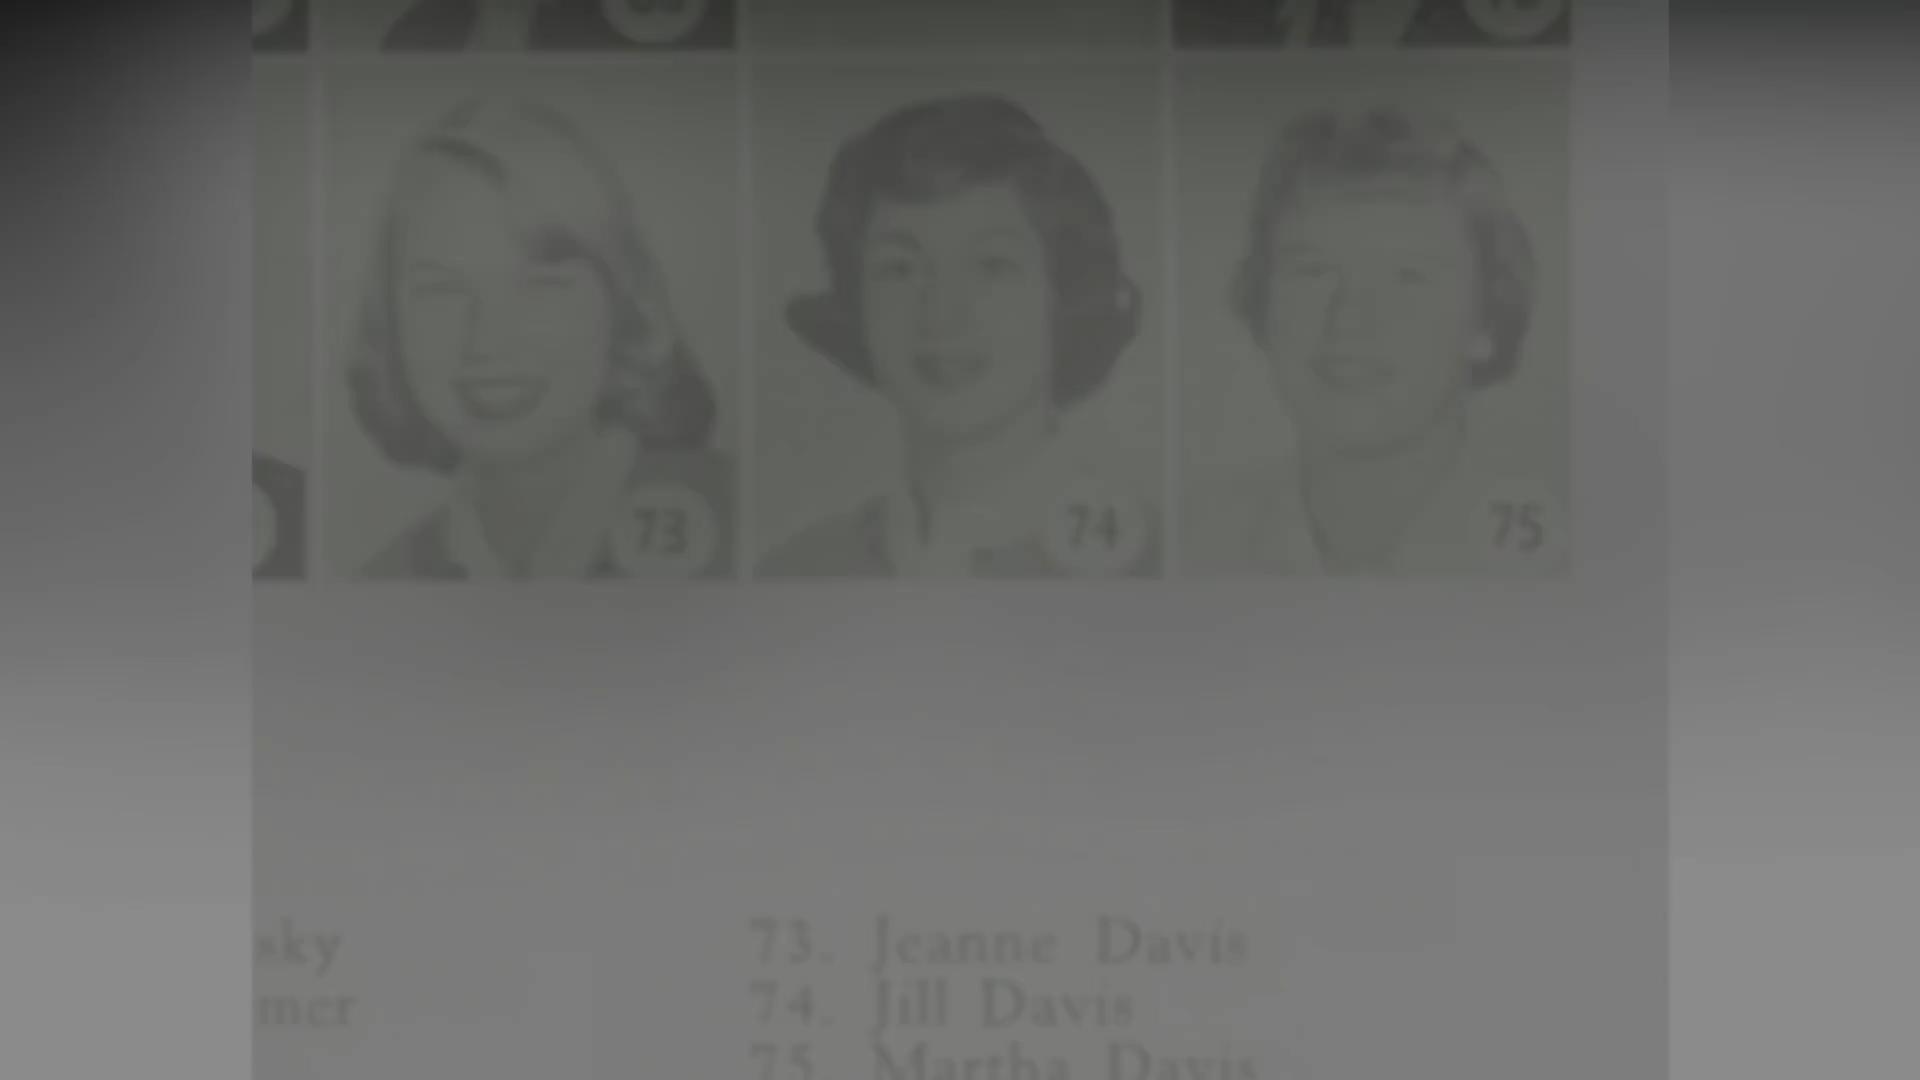 73
74
75
sky
mer
73. Jeanne Davis
74. Jill Davis
75. Martha Davis